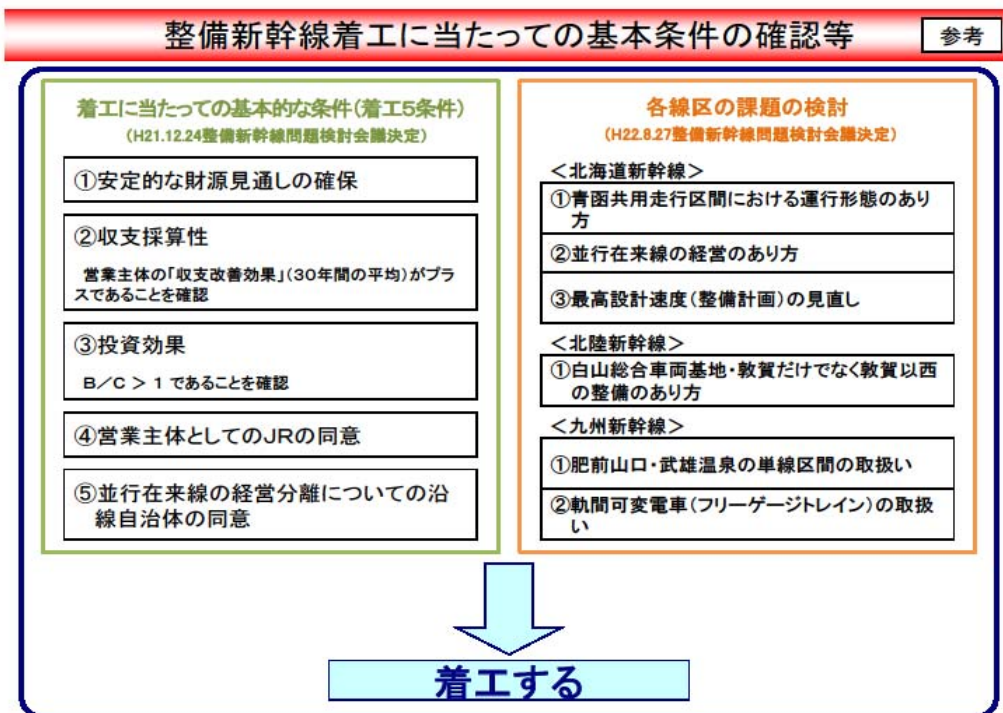 整備新幹線着工に当たっての基本条件の確認等
参考
着工に当たっての基本的な条件(着工5条件)
(H21.12.24整備新幹線問題検討会議決定)
①安定的な財源見通しの確保
②収支採算性
営業主体の「収支改善効果」(30年間の平均)がプラ
スであることを確認
③投資効果
B/C > 1 であることを確認
④営業主体としてのJRの同意
⑤並行在来線の経営分離についての沿
線自治体の同意
各線区の課題の検討
(H22.8.27整備新幹線問題検討会議決定)
<北海道新幹線>
①青函共用走行区間における運行形態のあり
方
②並行在来線の経営のあり方
③最高設計速度(整備計画)の見直し
<北陸新幹線>
①白山総合車両基地・敦賀だけでなく敦賀以西
の整備のあり方
<九州新幹線>
①肥前山口・武雄温泉の単線区間の取扱い
②軌間可変電車(フリーゲージトレイン)の取扱
い
着工する